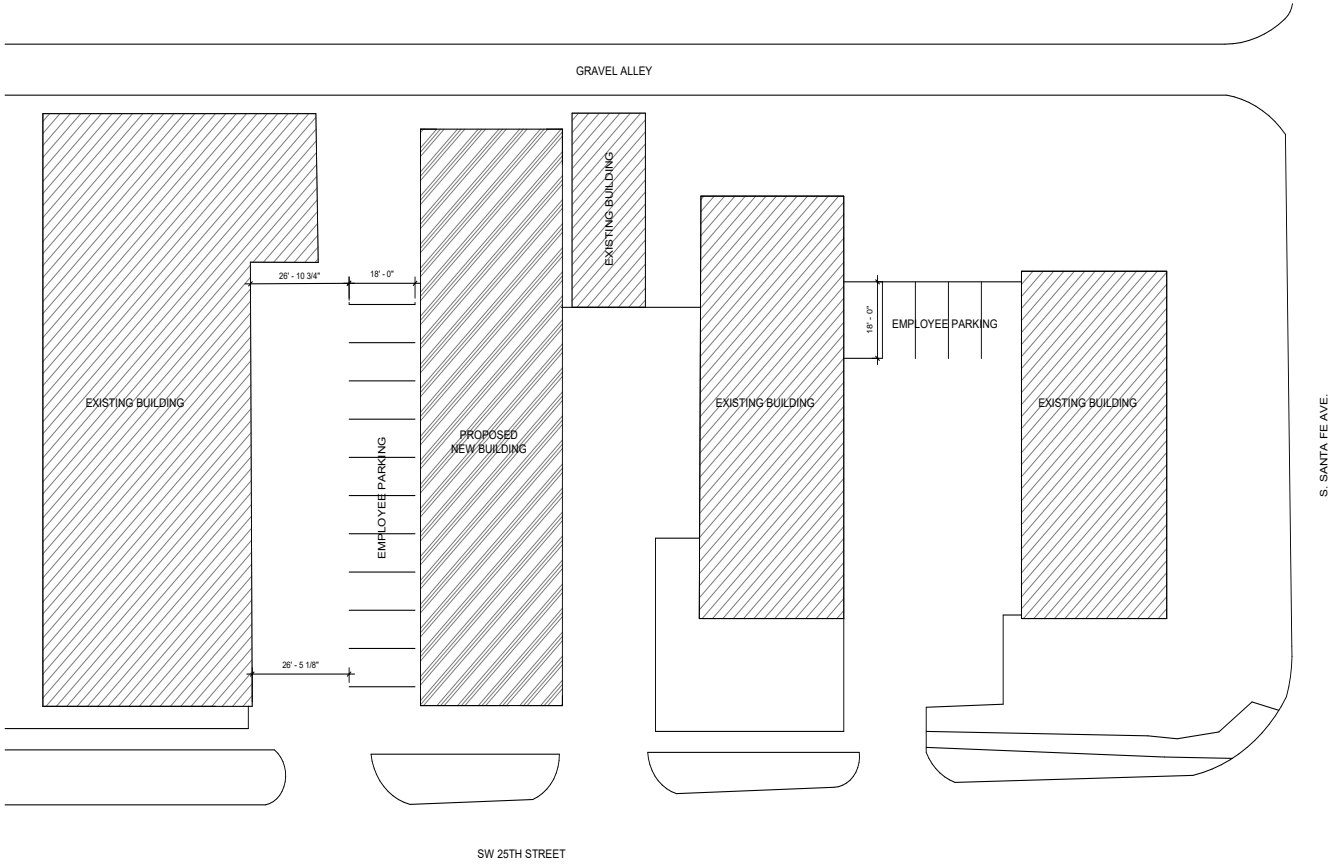 GRAVEL ALLEY
EXISTING BUILDING
26' - 10 3/4"
18' - 0"
18' - 0"
EMPLOYEE PARKING
EXISTING BUILDING
EXISTING BUILDING
EXISTING BUILDING
S. SANTA FE AVE.
PROPOSED
NEW BUILDING
EMPLOYEE PARKING
26' - 5 1/8"
SW 25TH STREET